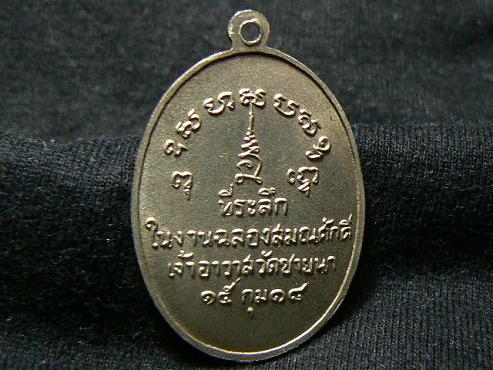 ที่ระลึก
ในงานฉลองสมณศักดิ์
เจ้าอาวาสวัดชายนา
๑๕ กุม๑๘